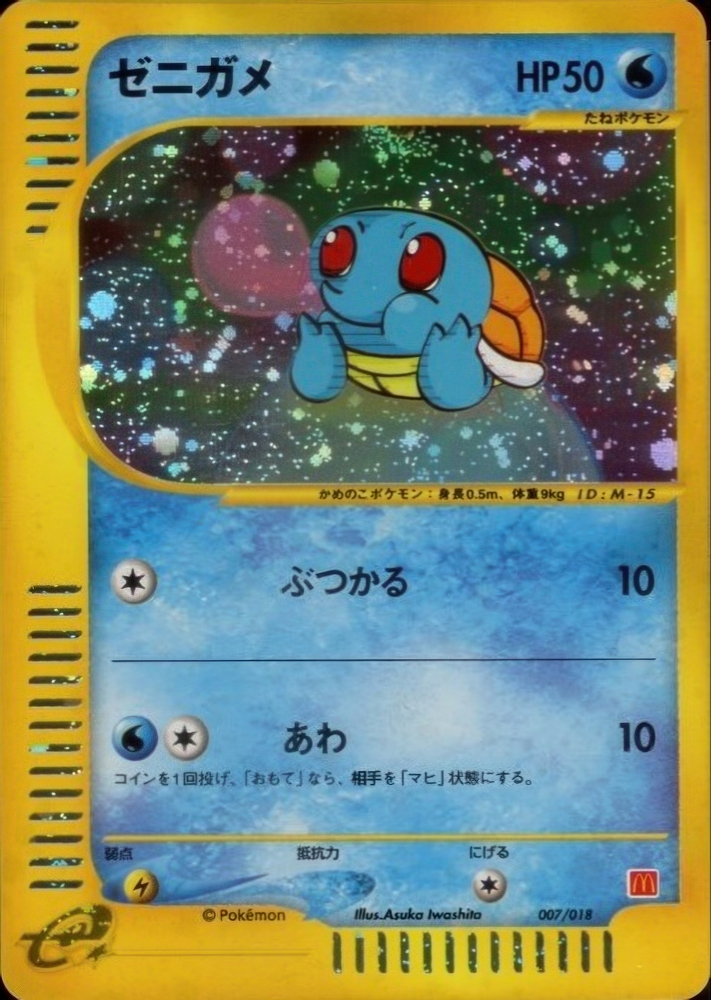 ゼニガメ HP50
たねポケモン
かめのこポケモン：身長0.5m、体重9kg ID：M-15
ぶつかる 10
あわ 10
コインを1回投げ、「おもて」なら、相手を「マヒ」状態にする。
弱点 抵抗力 にげる
©Pokémon Illus.Asuka Iwashita 007/018